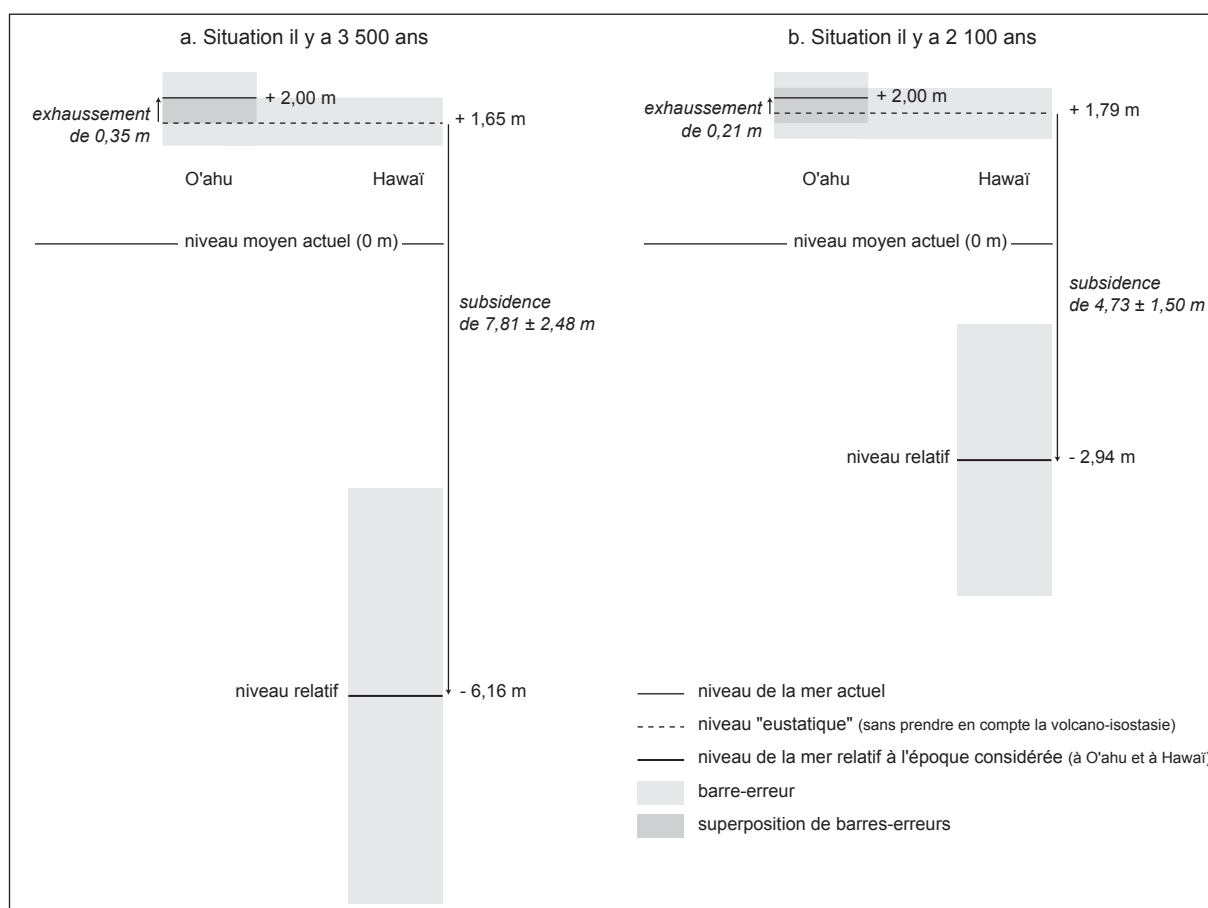 a. Situation il y a 3 500 ans
exhaussement
de 0,35 m
+ 2,00 m
+ 1,65 m
O'ahu
Hawaï
niveau moyen actuel (0 m)
subsidence
de 7,81 ± 2,48 m
niveau relatif
- 6,16 m
b. Situation il y a 2 100 ans
exhaussement
de 0,21 m
+ 2,00 m
+ 1,79 m
O'ahu
Hawaï
niveau moyen actuel (0 m)
subsidence
de 4,73 ± 1,50 m
niveau relatif
- 2,94 m
niveau de la mer actuel
niveau "eustatique" (sans prendre en compte la volcano-isostasie)
niveau de la mer relatif à l'époque considérée (à O'ahu et à Hawaï)
barre-erreur
superposition de barres-erreurs